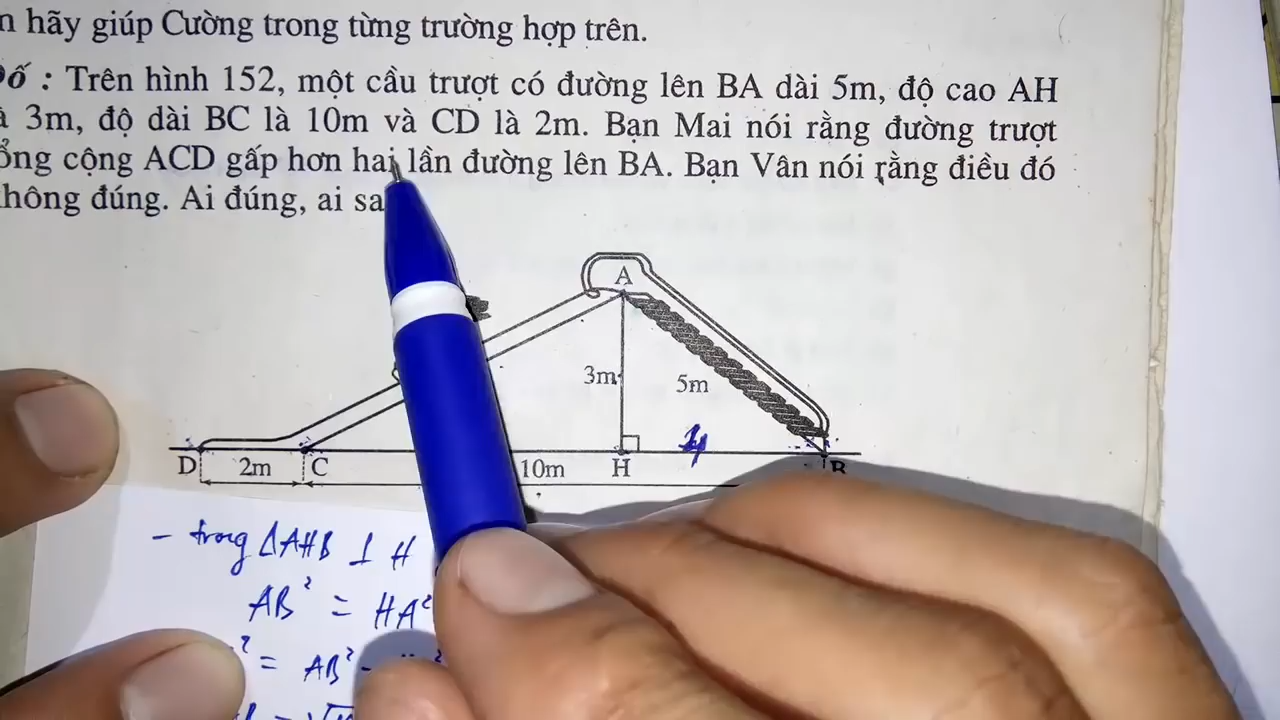 hãy giúp Cường trong từng trường hợp trên.
: Trên hình 152, một cầu trượt có đường lên BA dài 5m, độ cao AH
3m, độ dài BC là 10m và CD là 2m. Bạn Mai nói rằng đường trượt
cộng ACD gấp hơn hai lần đường lên BA. Bạn Vân nói rằng điều đó
đúng. Ai đúng, ai
A
3m
5m
4
D 2m C 10m H B
- trong ΔAHB ⊥ H
AB² = HA²
² = AB² -